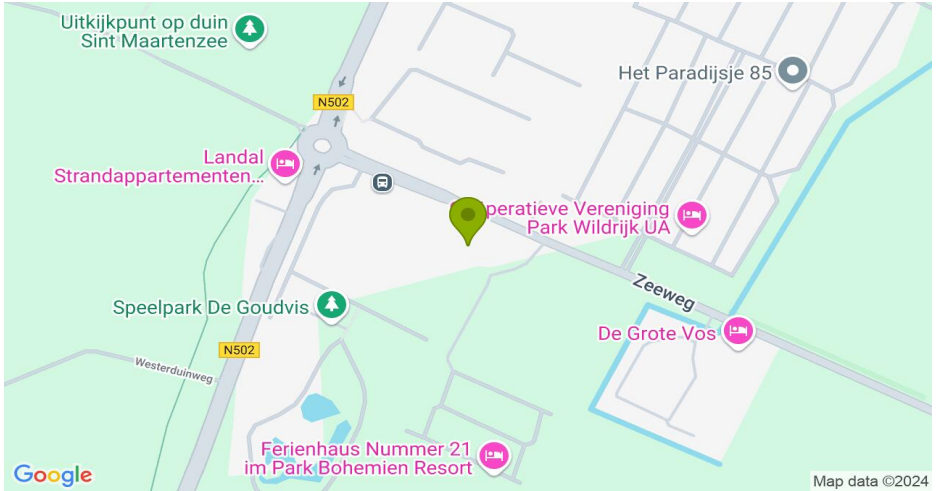 Uitkijkpunt op duin
Sint Maartenzee
N502
Het Paradijsje 85
Landal
Strandappartementen...
peratieve Vereniging
Park Wildrijk UA
Zeeweg
Speelpark De Goudvis
De Grote Vos
N502
Westerduinweg
Ferienhaus Nummer 21
im Park Bohemien Resort
Google
Map data ©2024